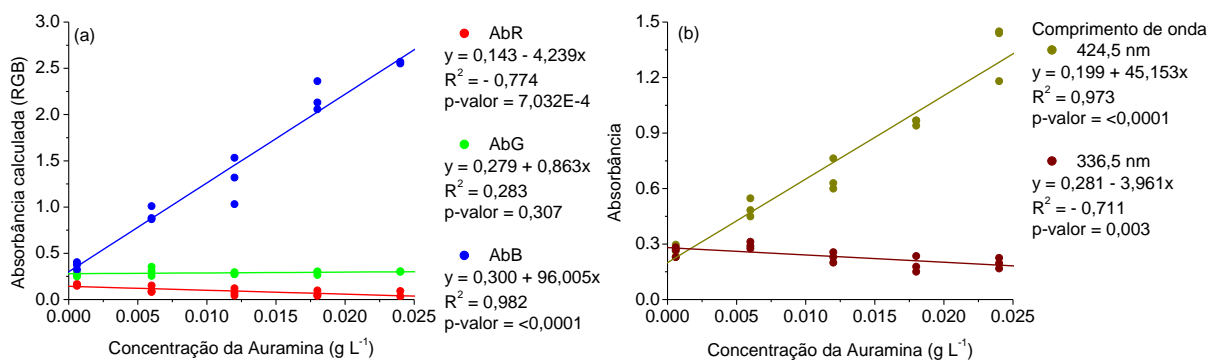 (a)
Absorbância calculada (RGB)
3.0
2.5
2.0
1.5
1.0
0.5
0.0
0.000 0.005 0.010 0.015 0.020 0.025
Concentração da Auramina (g L⁻¹)
AbR
y = 0,143 - 4,239x
R² = - 0,774
p-valor = 7,032E-4
AbG
y = 0,279 + 0,863x
R² = 0,283
p-valor = 0,307
AbB
y = 0,300 + 96,005x
R² = 0,982
p-valor = <0,0001
(b)
Absorbância
1.5
1.2
0.9
0.6
0.3
0.0
0.000 0.005 0.010 0.015 0.020 0.025
Concentração da Auramina (g L⁻¹)
Comprimento de onda
424,5 nm
y = 0,199 + 45,153x
R² = 0,973
p-valor = <0,0001
336,5 nm
y = 0,281 - 3,961x
R² = - 0,711
p-valor = 0,003